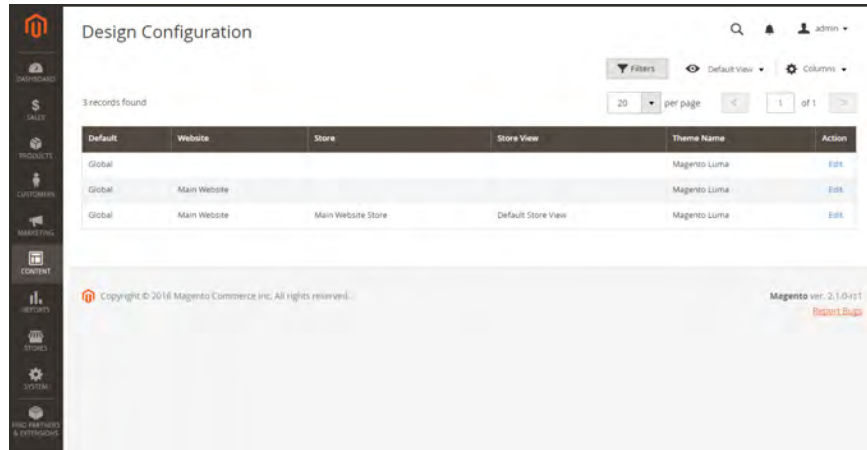 Design Configuration
admin
DASHBOARD
SALES
PRODUCTS
CUSTOMERS
MARKETING
CONTENT
REPORTS
STORES
SYSTEM
FIND PARTNERS
& EXTENSIONS
Filters
Default View
Columns
3 records found
20 per page 1 of 1
Default Website Store Store View Theme Name Action
Global Magento Luma Edit
Global Main Website Magento Luma Edit
Global Main Website Main Website Store Default Store View Magento Luma Edit
Copyright © 2016 Magento Commerce Inc. All rights reserved.
Magento ver. 2.1.0-rc1
Report Bugs